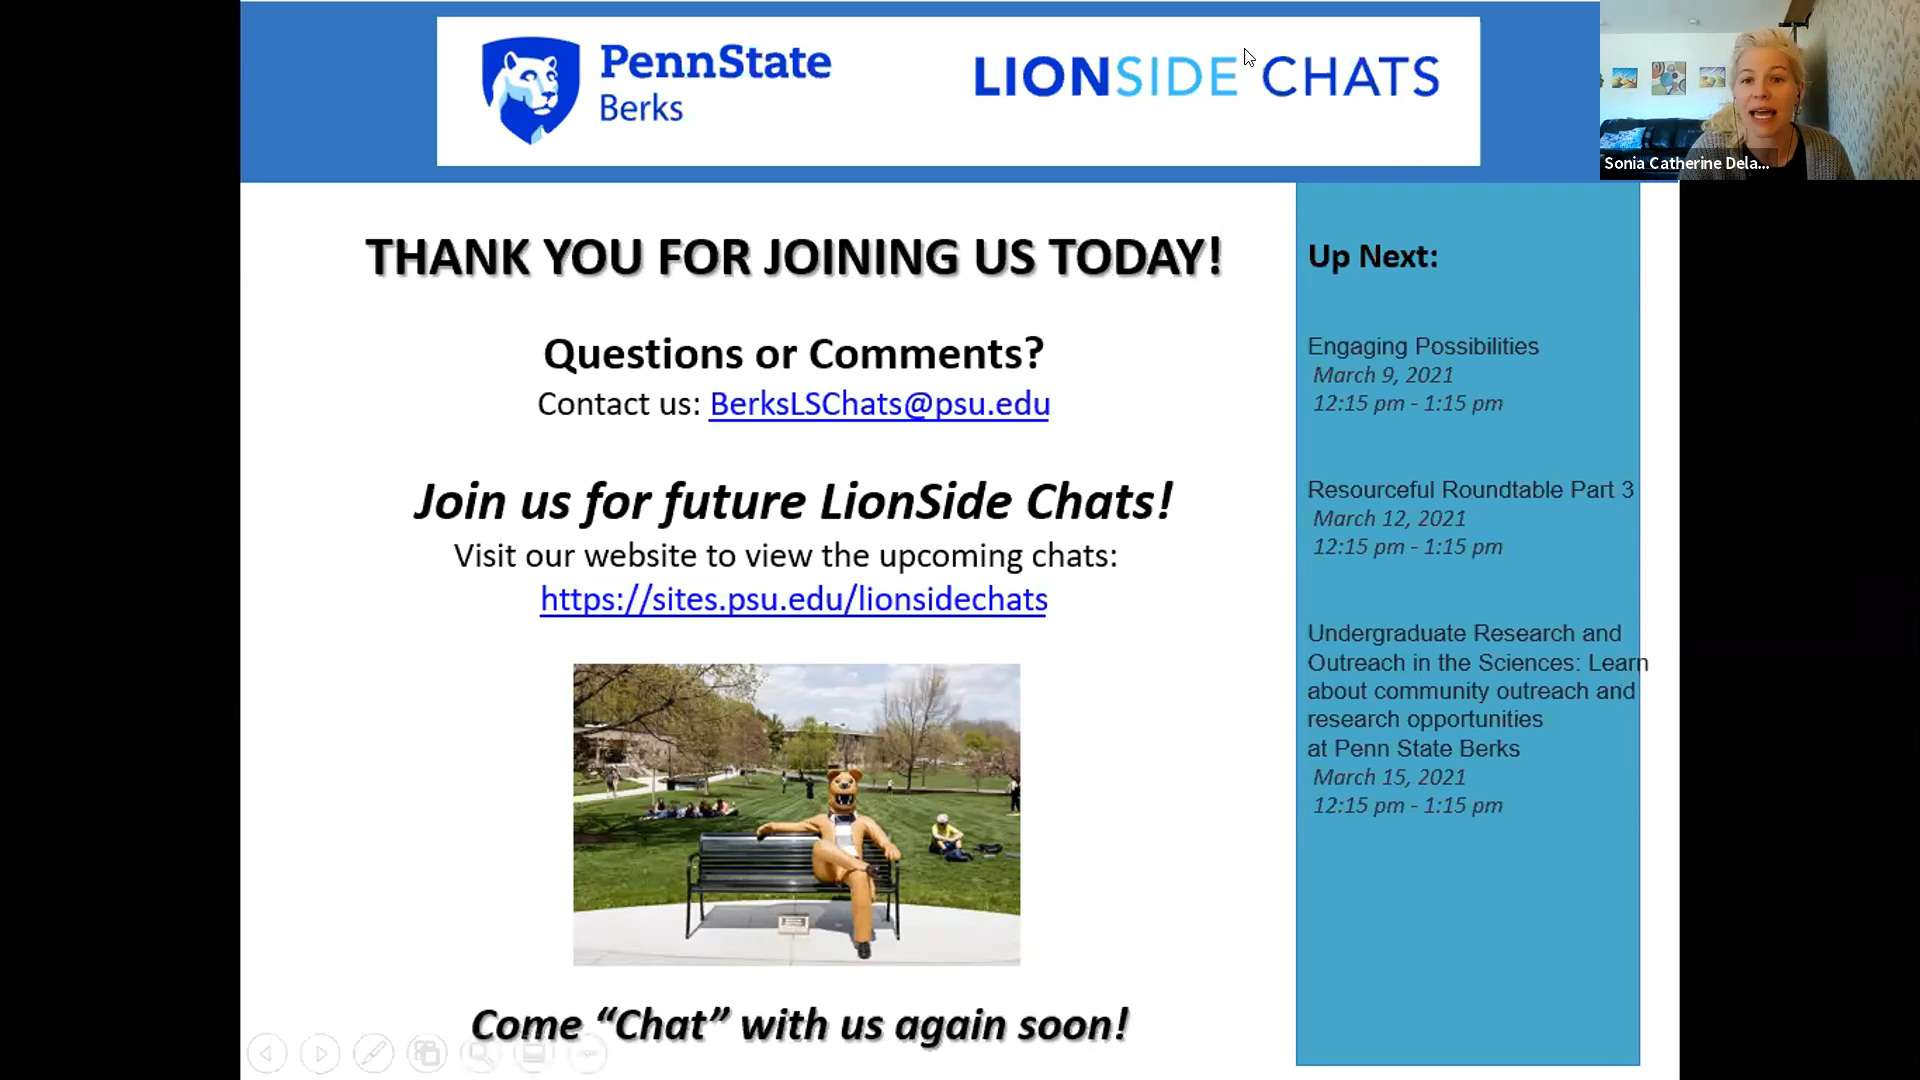 PennState
Berks
LIONSIDE CHATS
Sonia Catherine Dela...
THANK YOU FOR JOINING US TODAY!
Questions or Comments?
Contact us: BerksLSChats@psu.edu
Join us for future LionSide Chats!
Visit our website to view the upcoming chats:
https://sites.psu.edu/lionsidechats
Come “Chat” with us again soon!
Up Next:
Engaging Possibilities
March 9, 2021
12:15 pm - 1:15 pm
Resourceful Roundtable Part 3
March 12, 2021
12:15 pm - 1:15 pm
Undergraduate Research and
Outreach in the Sciences: Learn
about community outreach and
research opportunities
at Penn State Berks
March 15, 2021
12:15 pm - 1:15 pm